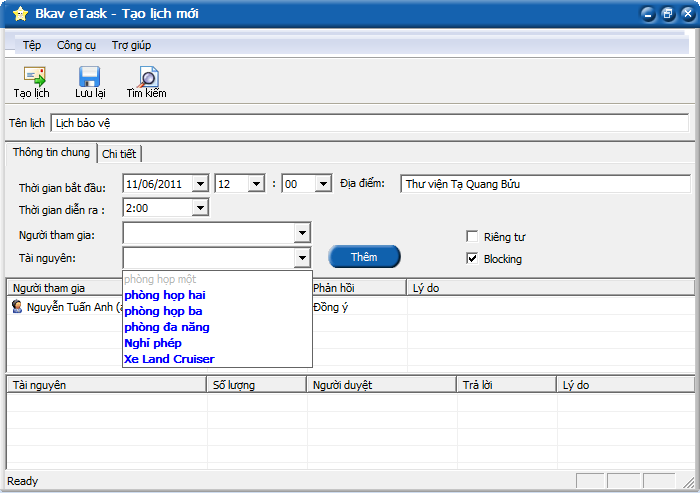 Bkav eTask - Tạo lịch mới
Tệp Công cụ Trợ giúp
Tạo lịch Lưu lại Tìm kiếm
Tên lịch Lịch bảo vệ
Thông tin chung Chi tiết
Thời gian bắt đầu: 11/06/2011 12 : 00 Địa điểm: Thư viện Tạ Quang Bửu
Thời gian diễn ra : 2:00
Người tham gia: Riêng tư
Tài nguyên: Thêm Blocking
phòng họp một
Người tham gia Phản hồi Lý do
phòng họp hai
Nguyễn Tuấn Anh (a Đồng ý
phòng họp ba
phòng đa năng
Nghỉ phép
Xe Land Cruiser
Tài nguyên Số lượng Người duyệt Trả lời Lý do
Ready